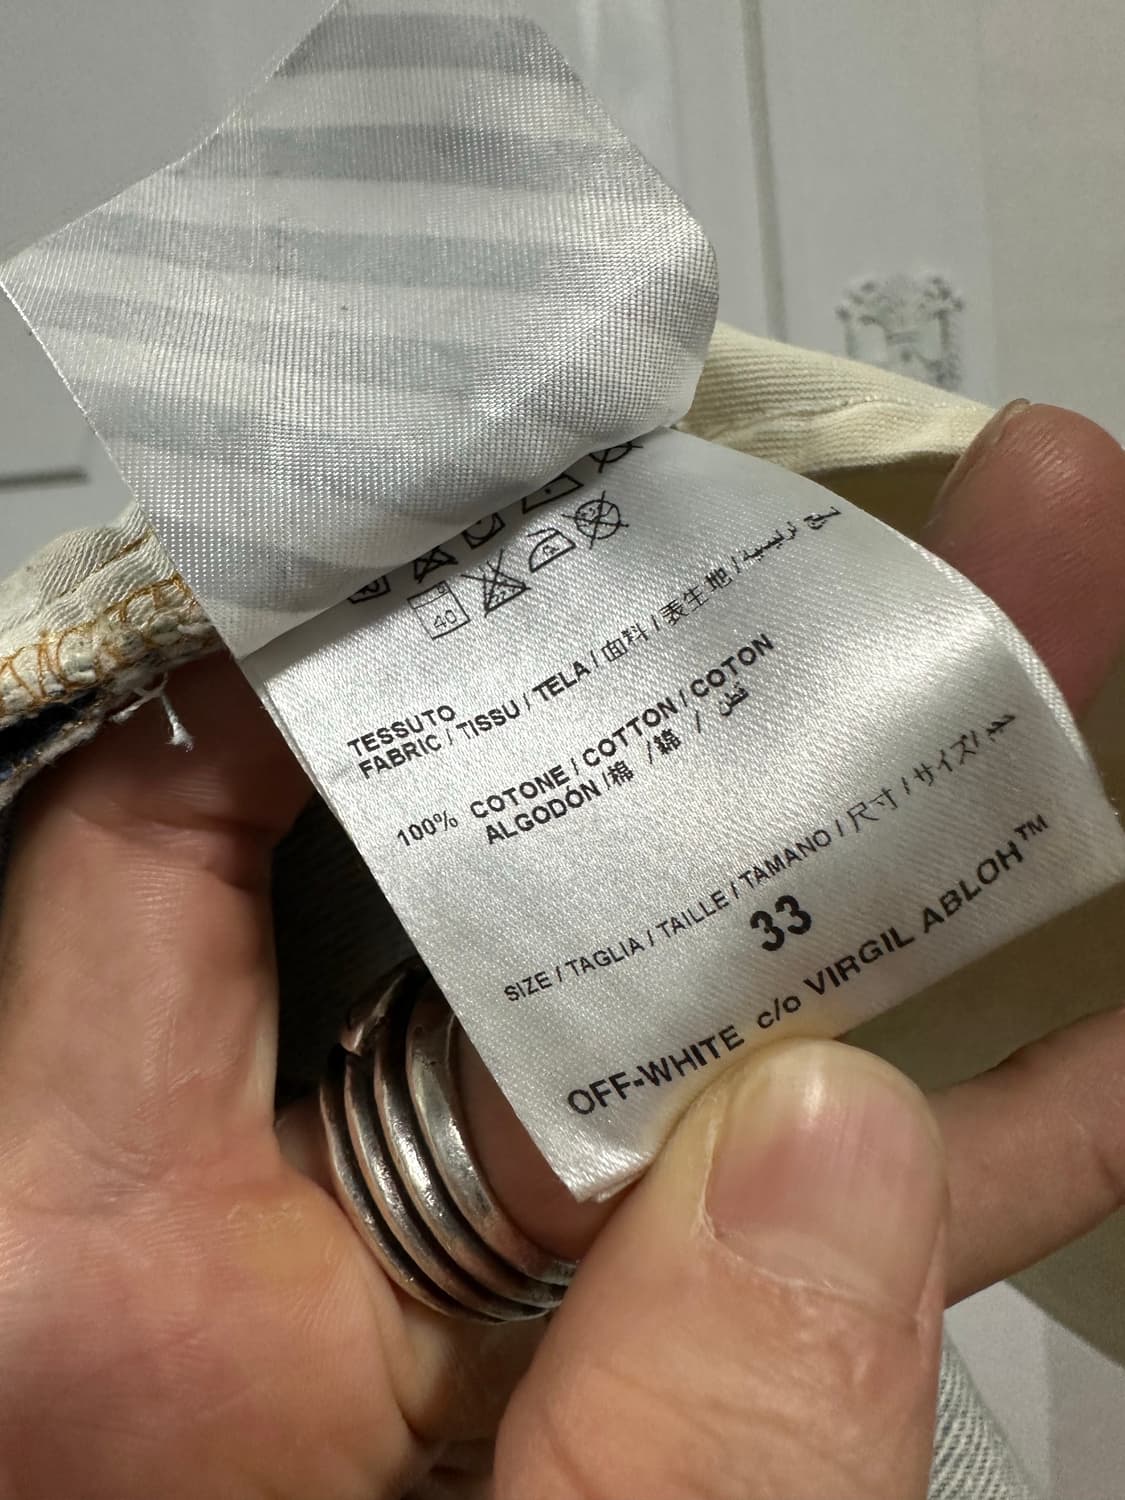 40
TESSUTO
FABRIC / TISSU / TELA / 面料 / 表生地 /
100% COTONE / COTTON / COTON
ALGODÓN /棉 /綿 / قطن
SIZE / TAGLIA / TAILLE / TAMANO / 尺寸 / サイズ/ حجم
33
OFF-WHITE c/o VIRGIL ABLOH™